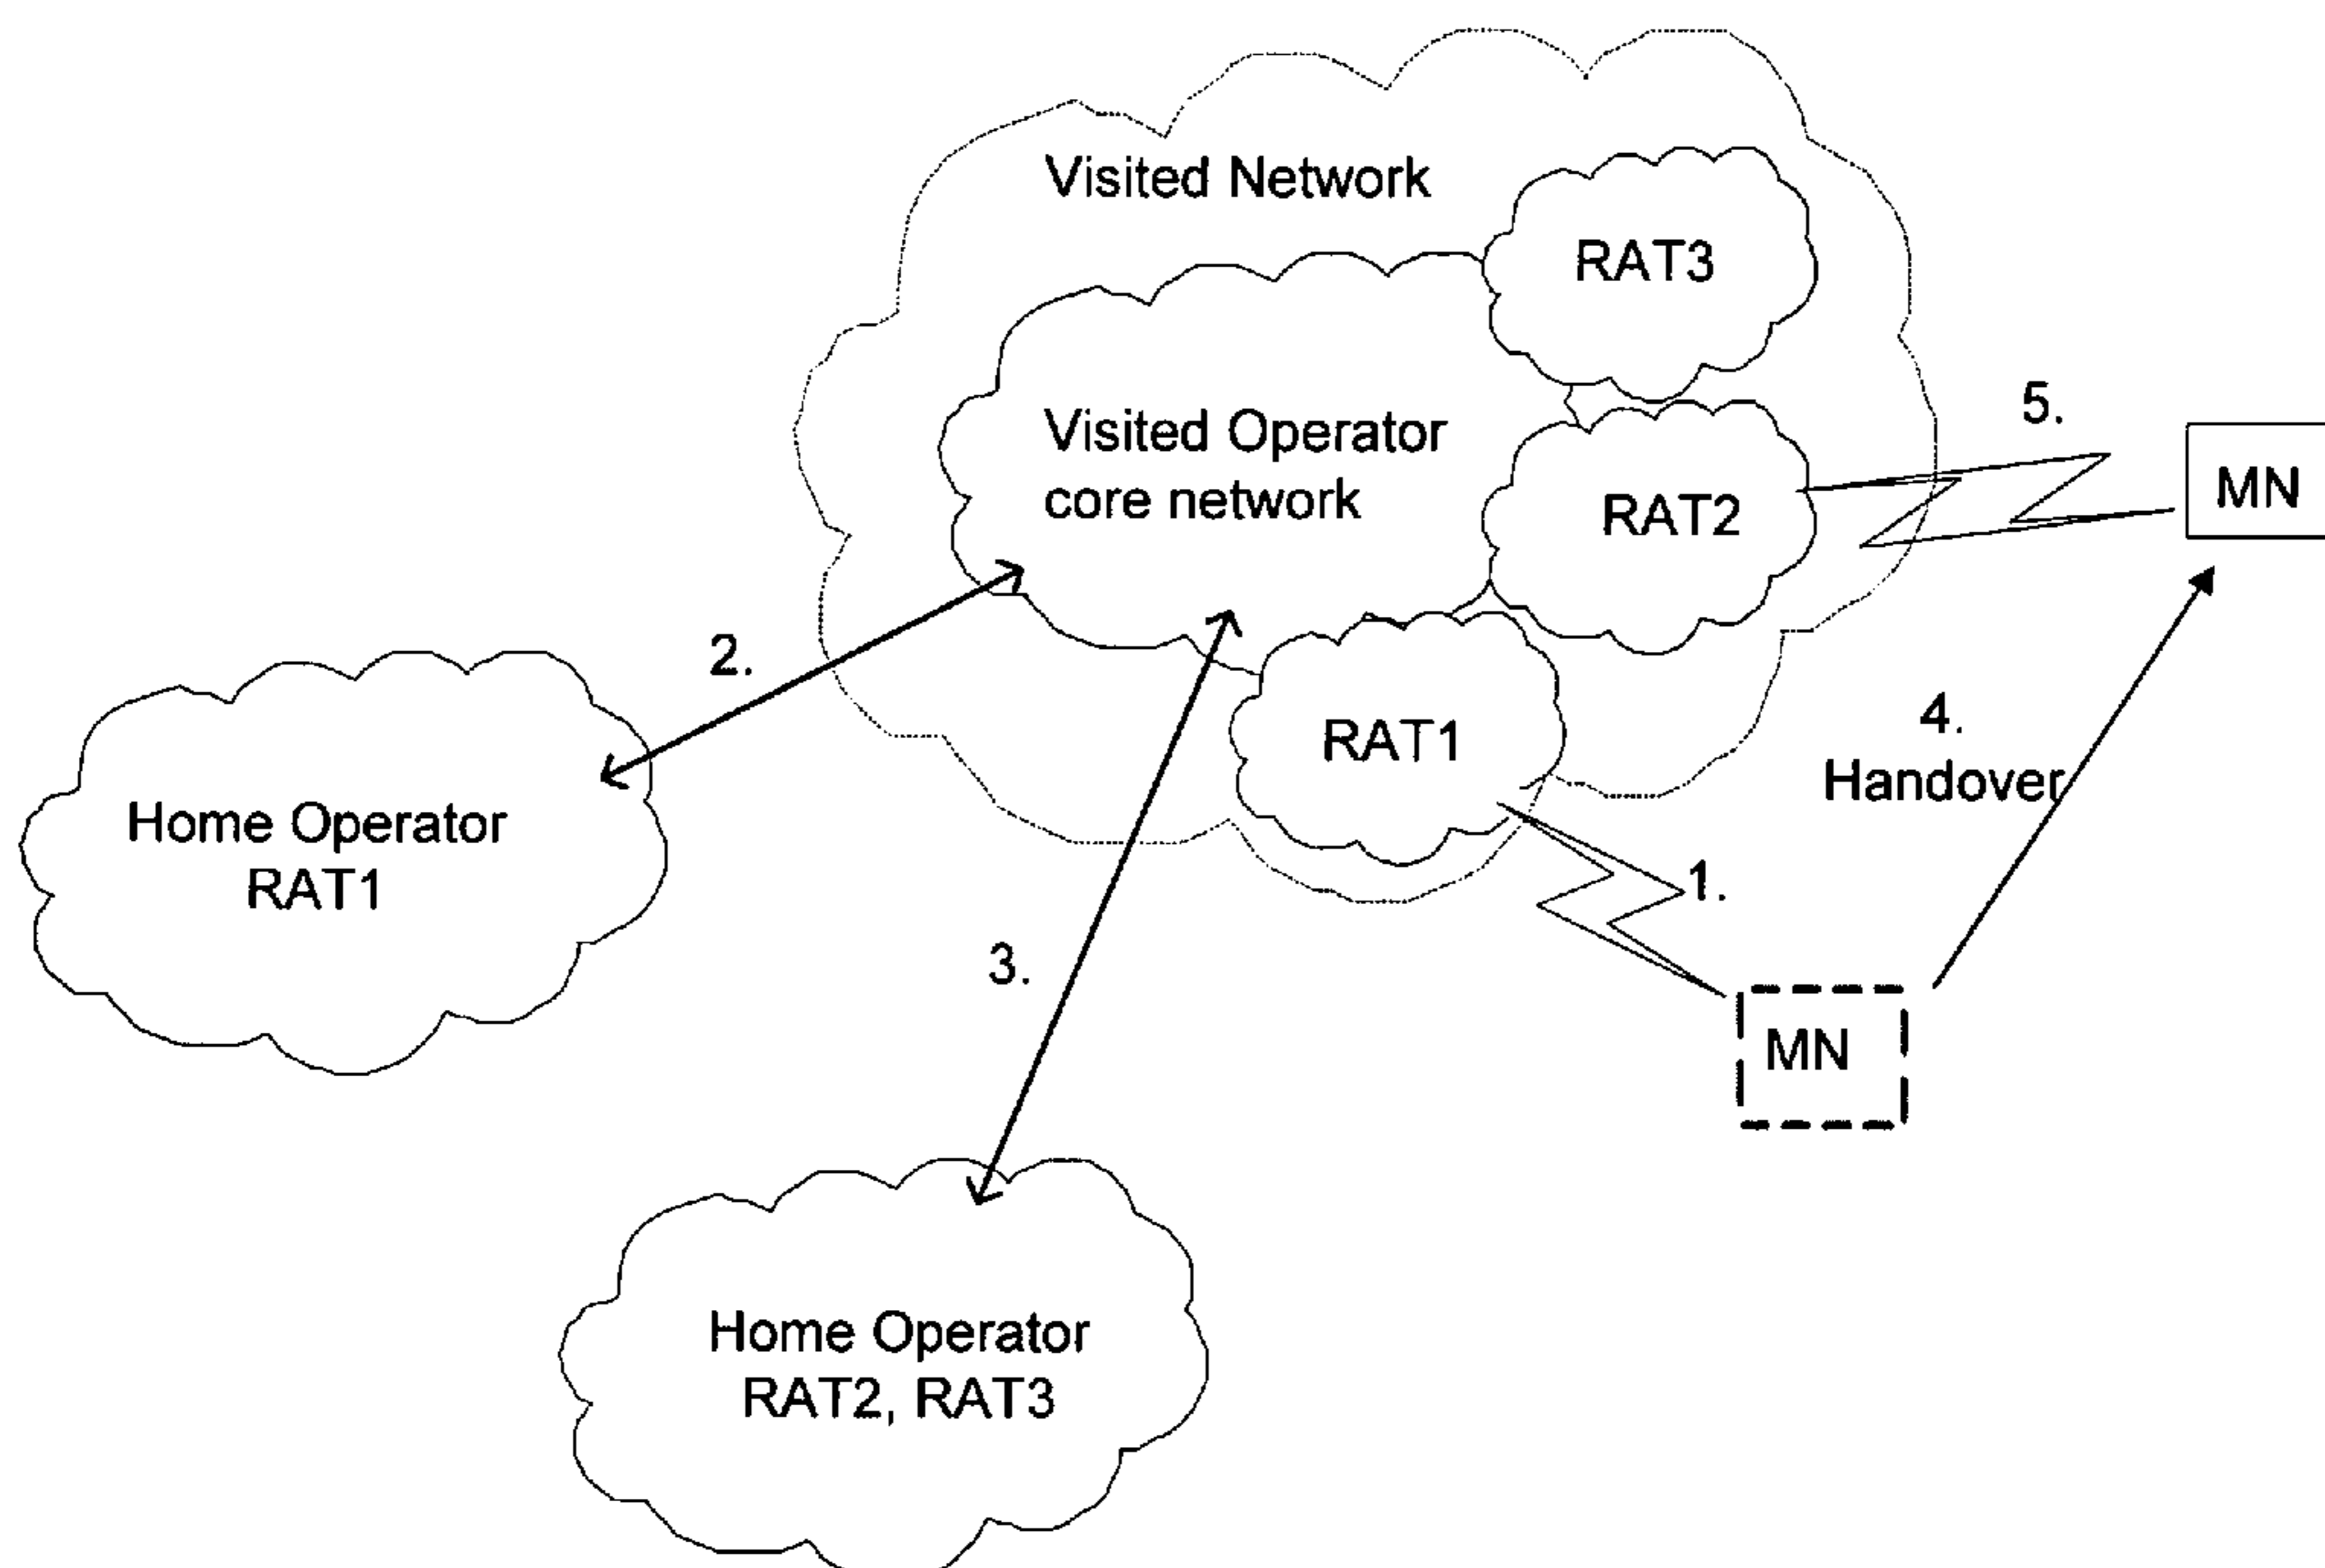 Visited Network
RAT3
5.
Visited Operator
core network
MN
RAT2
2.
4.
RAT1
Handover
Home Operator
RAT1
1.
3.
MN
Home Operator
RAT2, RAT3